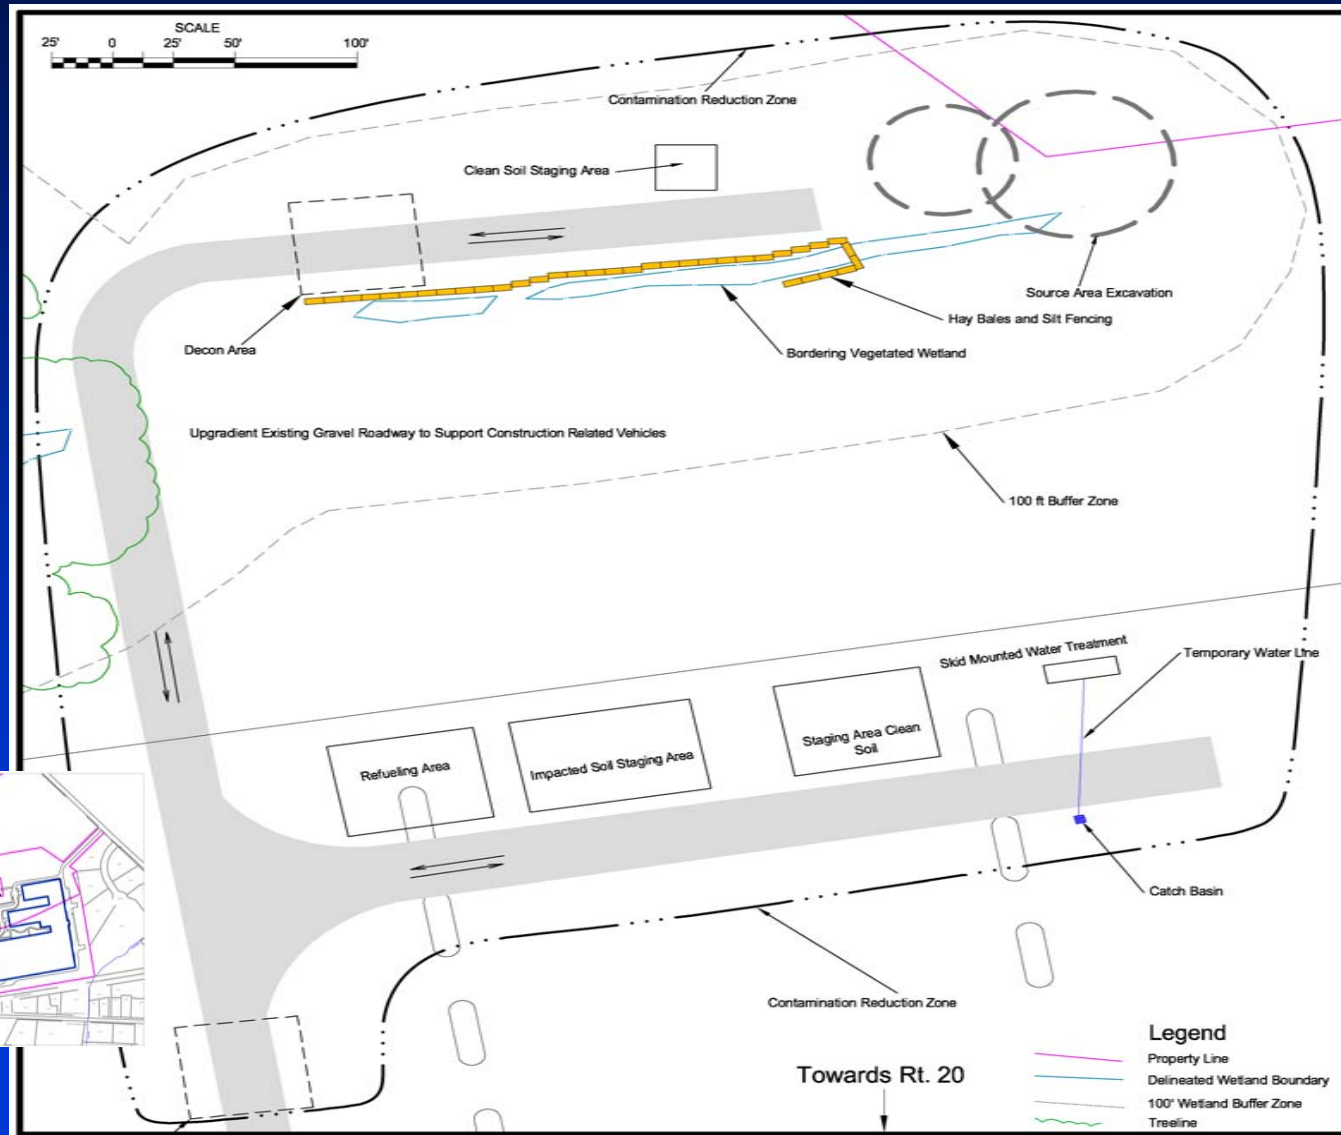 SCALE
25' 0 25' 50' 100'
Contamination Reduction Zone
Clean Soil Staging Area
Source Area Excavation
Hay Bales and Silt Fencing
Decon Area
Bordering Vegetated Wetland
Upgradient Existing Gravel Roadway to Support Construction Related Vehicles
100 ft Buffer Zone
Skid Mounted Water Treatment
Temporary Water Line
Staging Area Clean
Soil
Impacted Soil Staging Area
Refueling Area
Catch Basin
Contamination Reduction Zone
Towards Rt. 20
Legend
Property Line
Delineated Wetland Boundary
100' Wetland Buffer Zone
Treeline